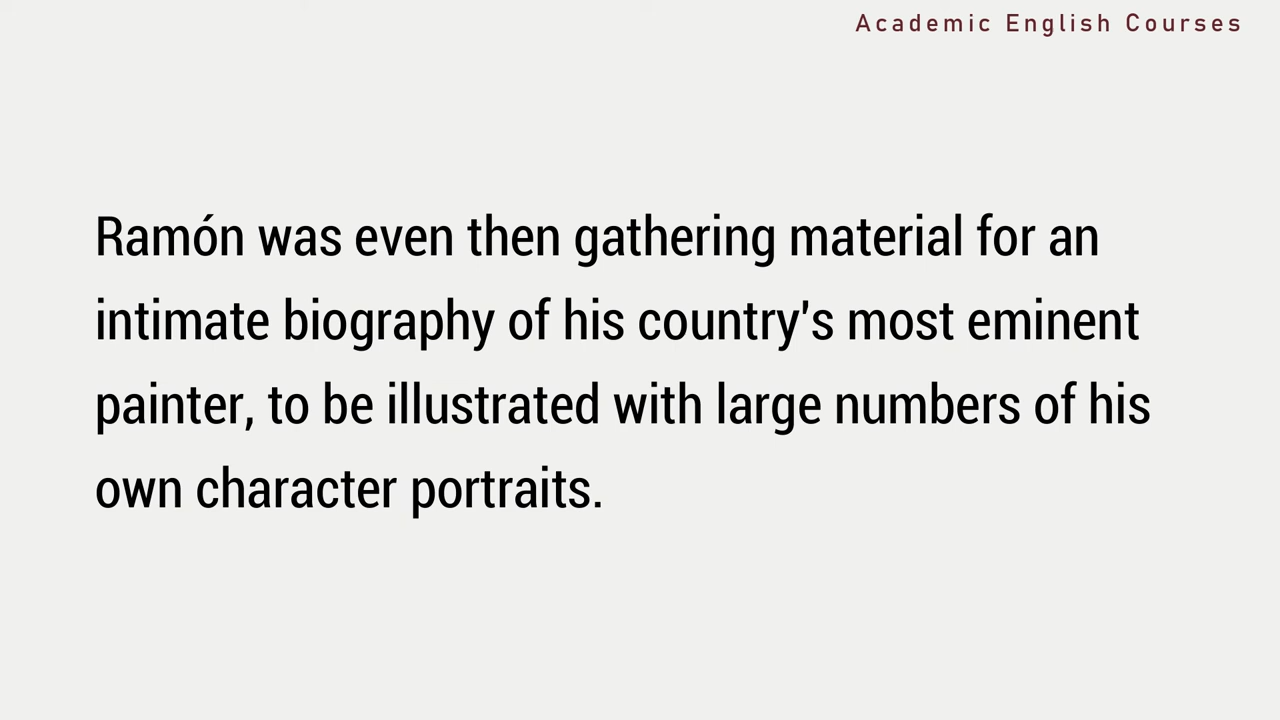 Academic English Courses
Ramón was even then gathering material for an
intimate biography of his country's most eminent
painter, to be illustrated with large numbers of his
own character portraits.